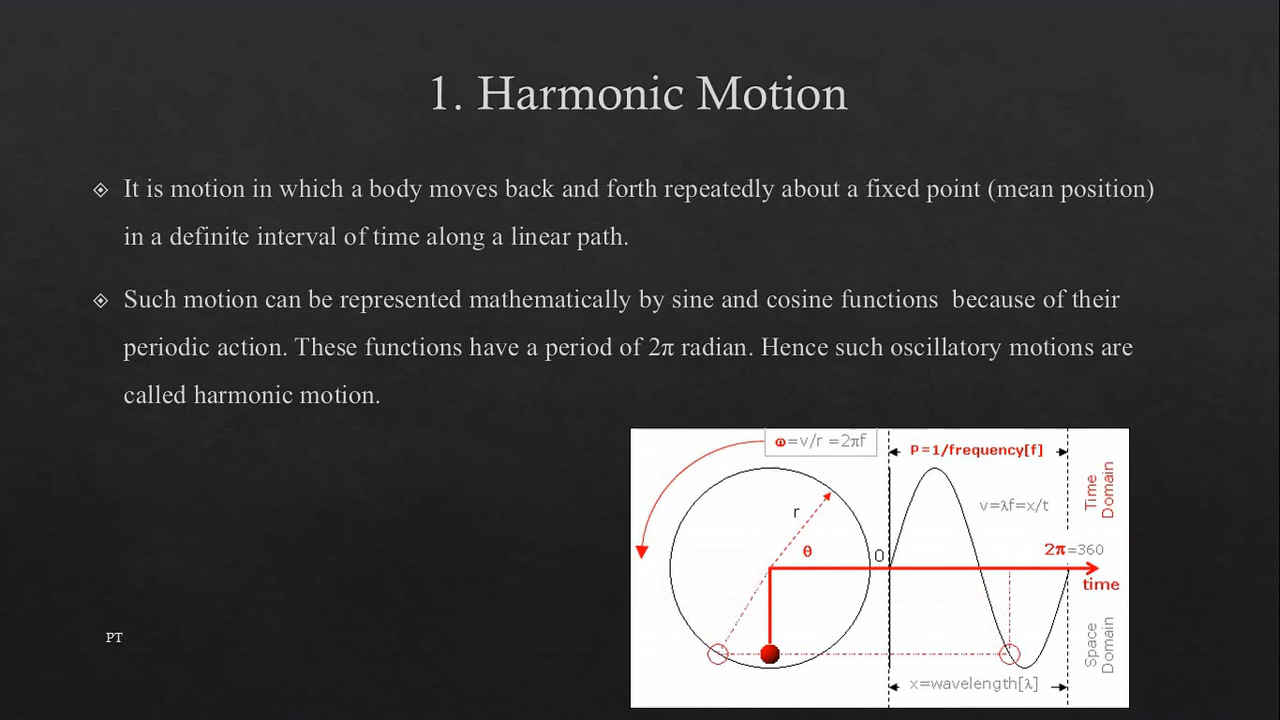 1. Harmonic Motion
It is motion in which a body moves back and forth repeatedly about a fixed point (mean position)
in a definite interval of time along a linear path.
Such motion can be represented mathematically by sine and cosine functions  because of their
periodic action. These functions have a period of 2π radian. Hence such oscillatory motions are
called harmonic motion.
ω=v/r =2πf
P=1/frequency[f]
Time
Domain
r
v=λf=x/t
θ
0
2π=360
time
Space
Domain
x=wavelength[λ]
PT